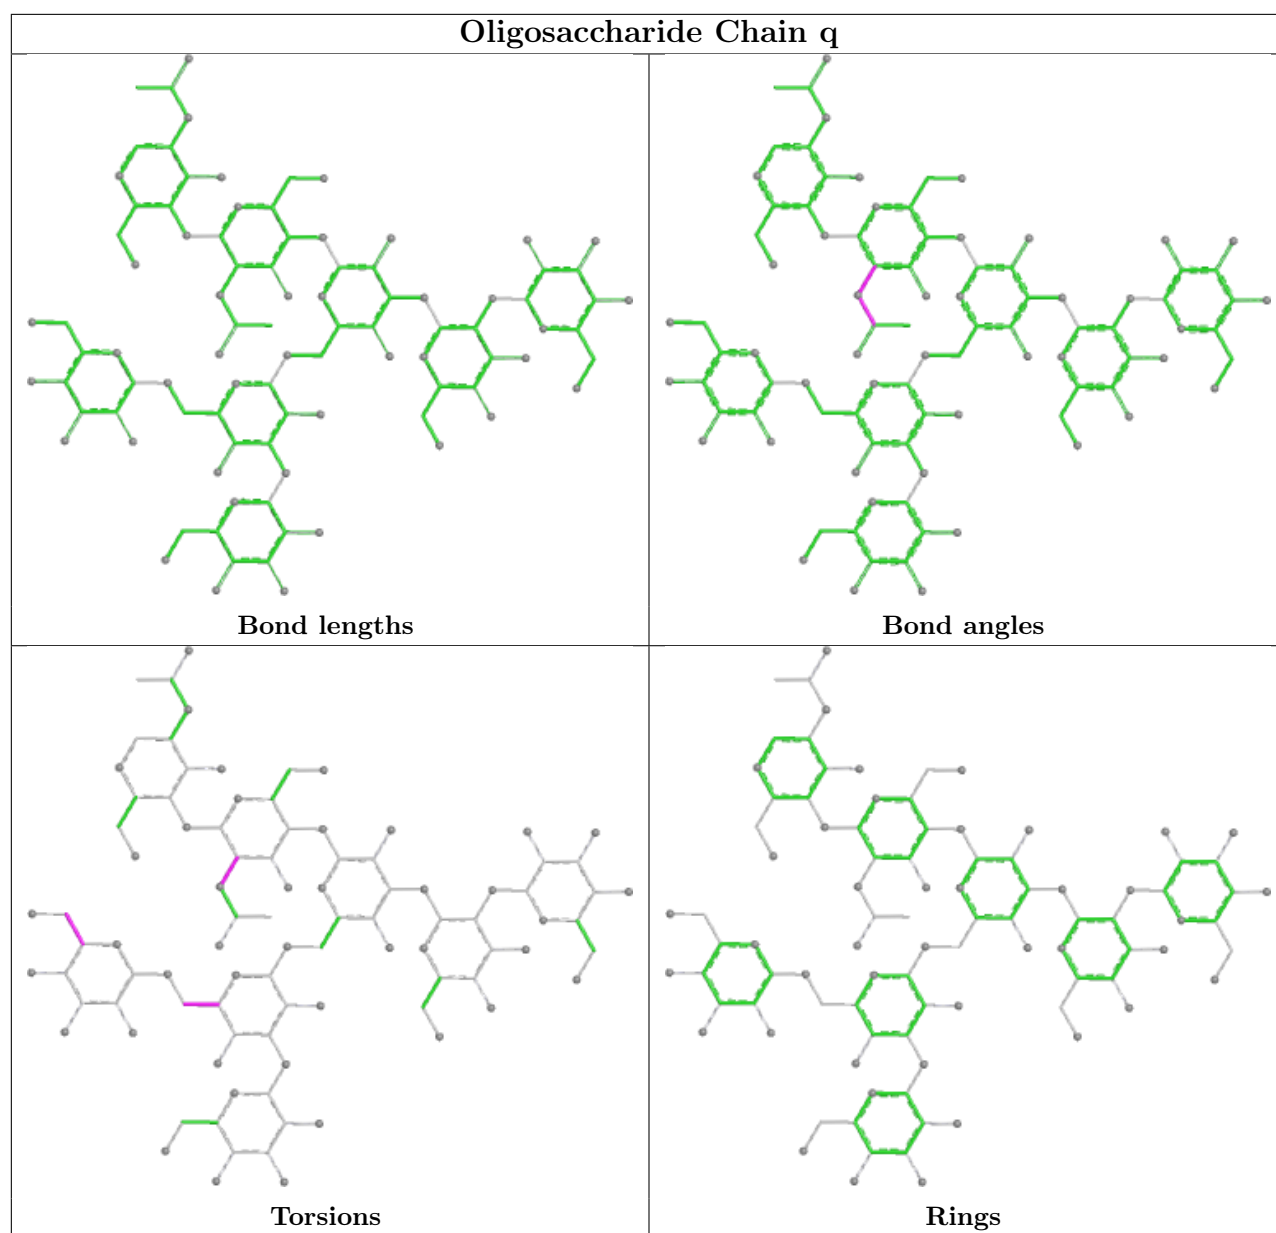 Oligosaccharide Chain q
Bond lengths
Bond angles
Torsions
Rings